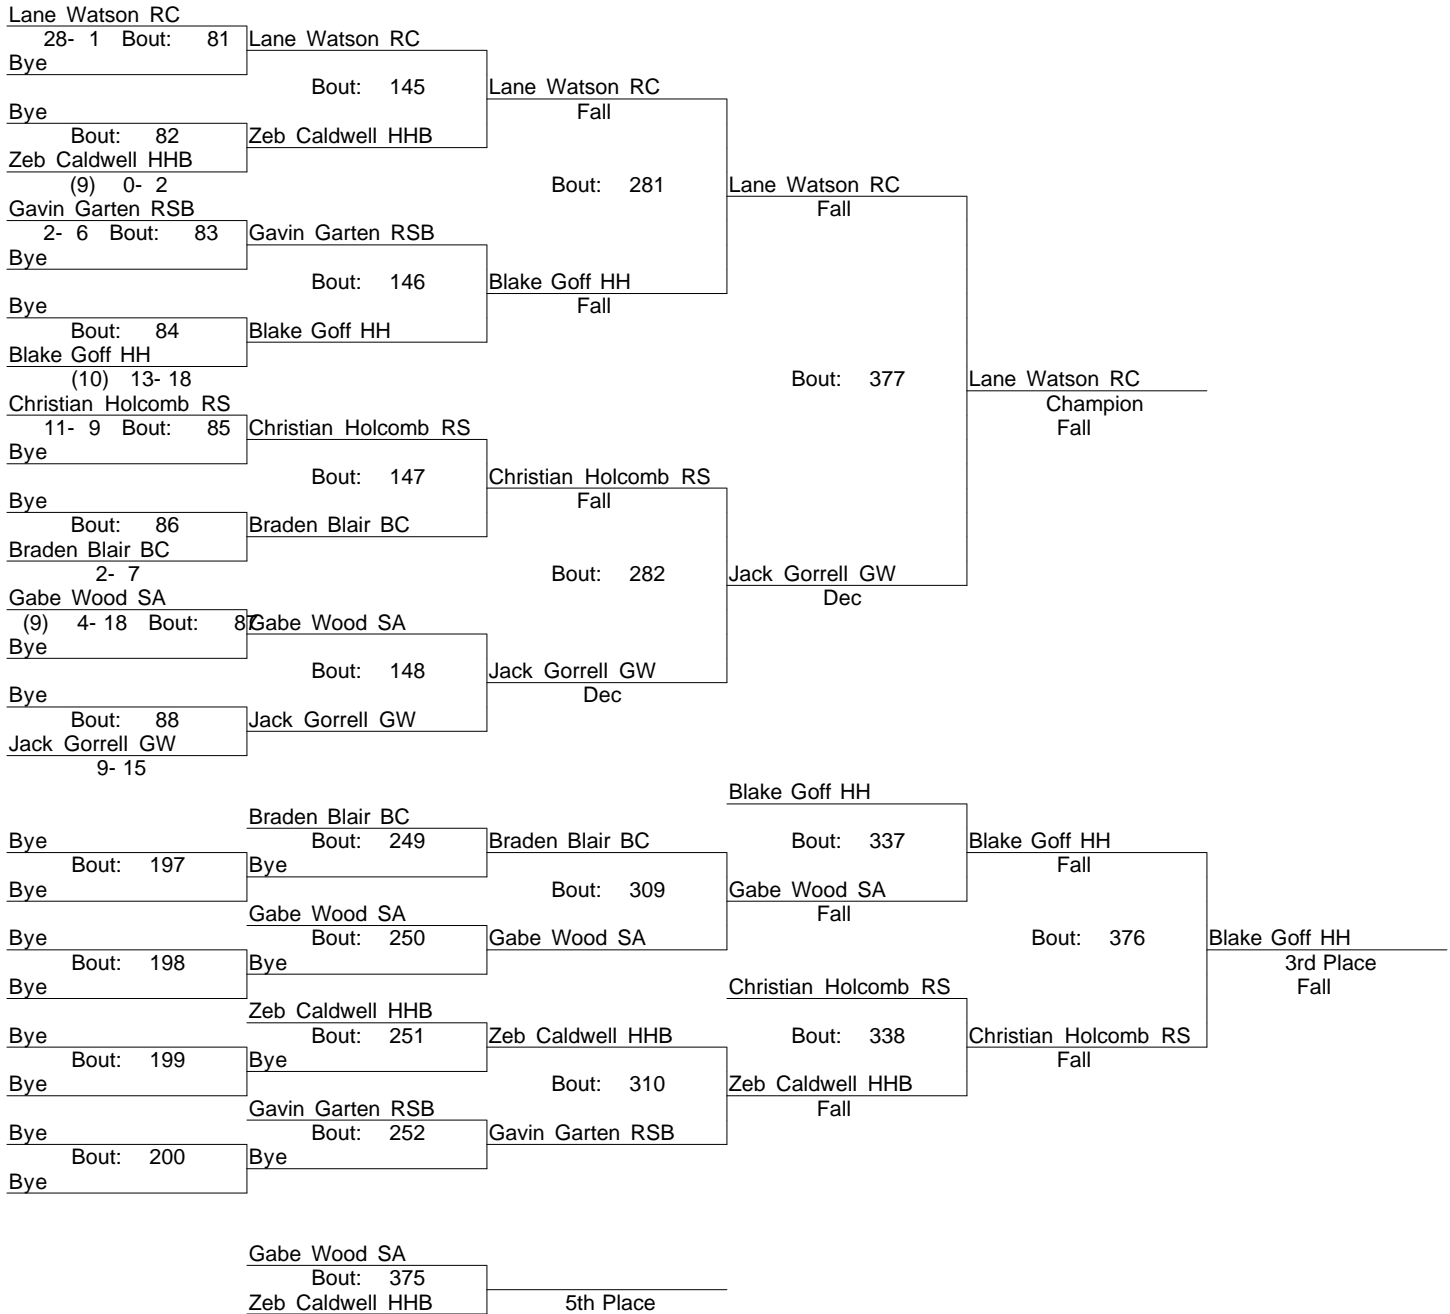 Lane Watson RC
28- 1 Bout: 81 Lane Watson RC
Bye
Bout: 145 Lane Watson RC
Bye Fall
Bout: 82 Zeb Caldwell HHB
Zeb Caldwell HHB
(9) 0- 2 Bout: 281 Lane Watson RC
Gavin Garten RSB Fall
2- 6 Bout: 83 Gavin Garten RSB
Bye
Bout: 146 Blake Goff HH
Bye Fall
Bout: 84 Blake Goff HH
Blake Goff HH
(10) 13- 18 Bout: 377 Lane Watson RC
Christian Holcomb RS Champion
11- 9 Bout: 85 Christian Holcomb RS Fall
Bye
Bout: 147 Christian Holcomb RS
Bye Fall
Bout: 86 Braden Blair BC
Braden Blair BC
2- 7 Bout: 282 Jack Gorrell GW
Gabe Wood SA Dec
(9) 4- 18 Bout: 87 Gabe Wood SA
Bye
Bout: 148 Jack Gorrell GW
Bye Dec
Bout: 88 Jack Gorrell GW
Jack Gorrell GW
9- 15
Blake Goff HH
Braden Blair BC
Bye Bout: 249 Braden Blair BC Bout: 337 Blake Goff HH
Bout: 197 Bye Fall
Bye Bout: 309 Gabe Wood SA
Gabe Wood SA Fall
Bye Bout: 250 Gabe Wood SA Bout: 376 Blake Goff HH
Bout: 198 Bye 3rd Place
Bye Christian Holcomb RS Fall
Zeb Caldwell HHB
Bye Bout: 251 Zeb Caldwell HHB Bout: 338 Christian Holcomb RS
Bout: 199 Bye Fall
Bye Bout: 310 Zeb Caldwell HHB
Gavin Garten RSB Fall
Bye Bout: 252 Gavin Garten RSB
Bout: 200 Bye
Bye
Gabe Wood SA
Bout: 375
Zeb Caldwell HHB 5th Place